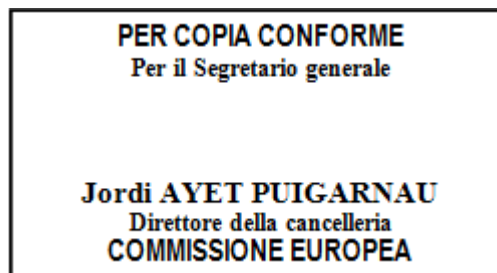 PER COPIA CONFORME
Per il Segretario generale
Jordi AYET PUIGARNAU
Direttore della cancelleria
COMMISSIONE EUROPEA